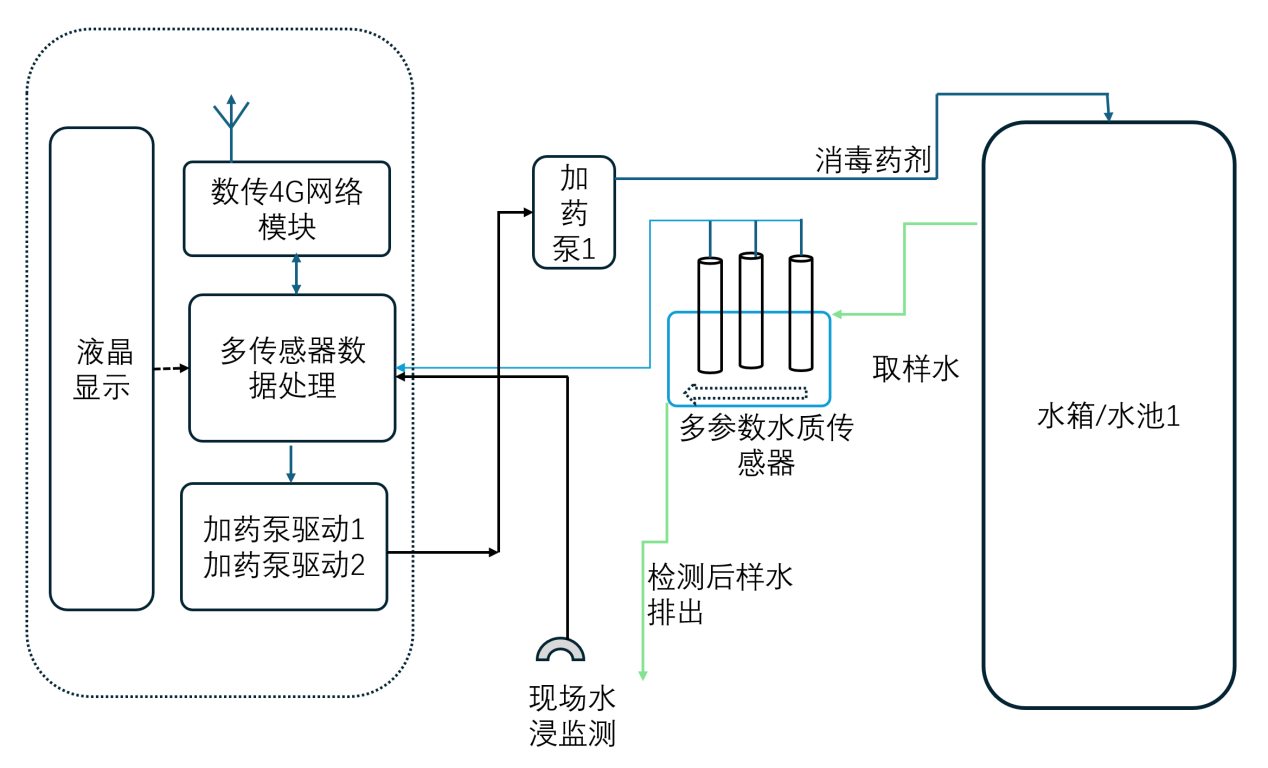 数传4G网络
模块
液晶
显示
多传感器数
据处理
加药泵驱动1
加药泵驱动2
加
药
泵1
消毒药剂
取样水
多参数水质传
感器
检测后样水
排出
现场水
浸监测
水箱/水池1